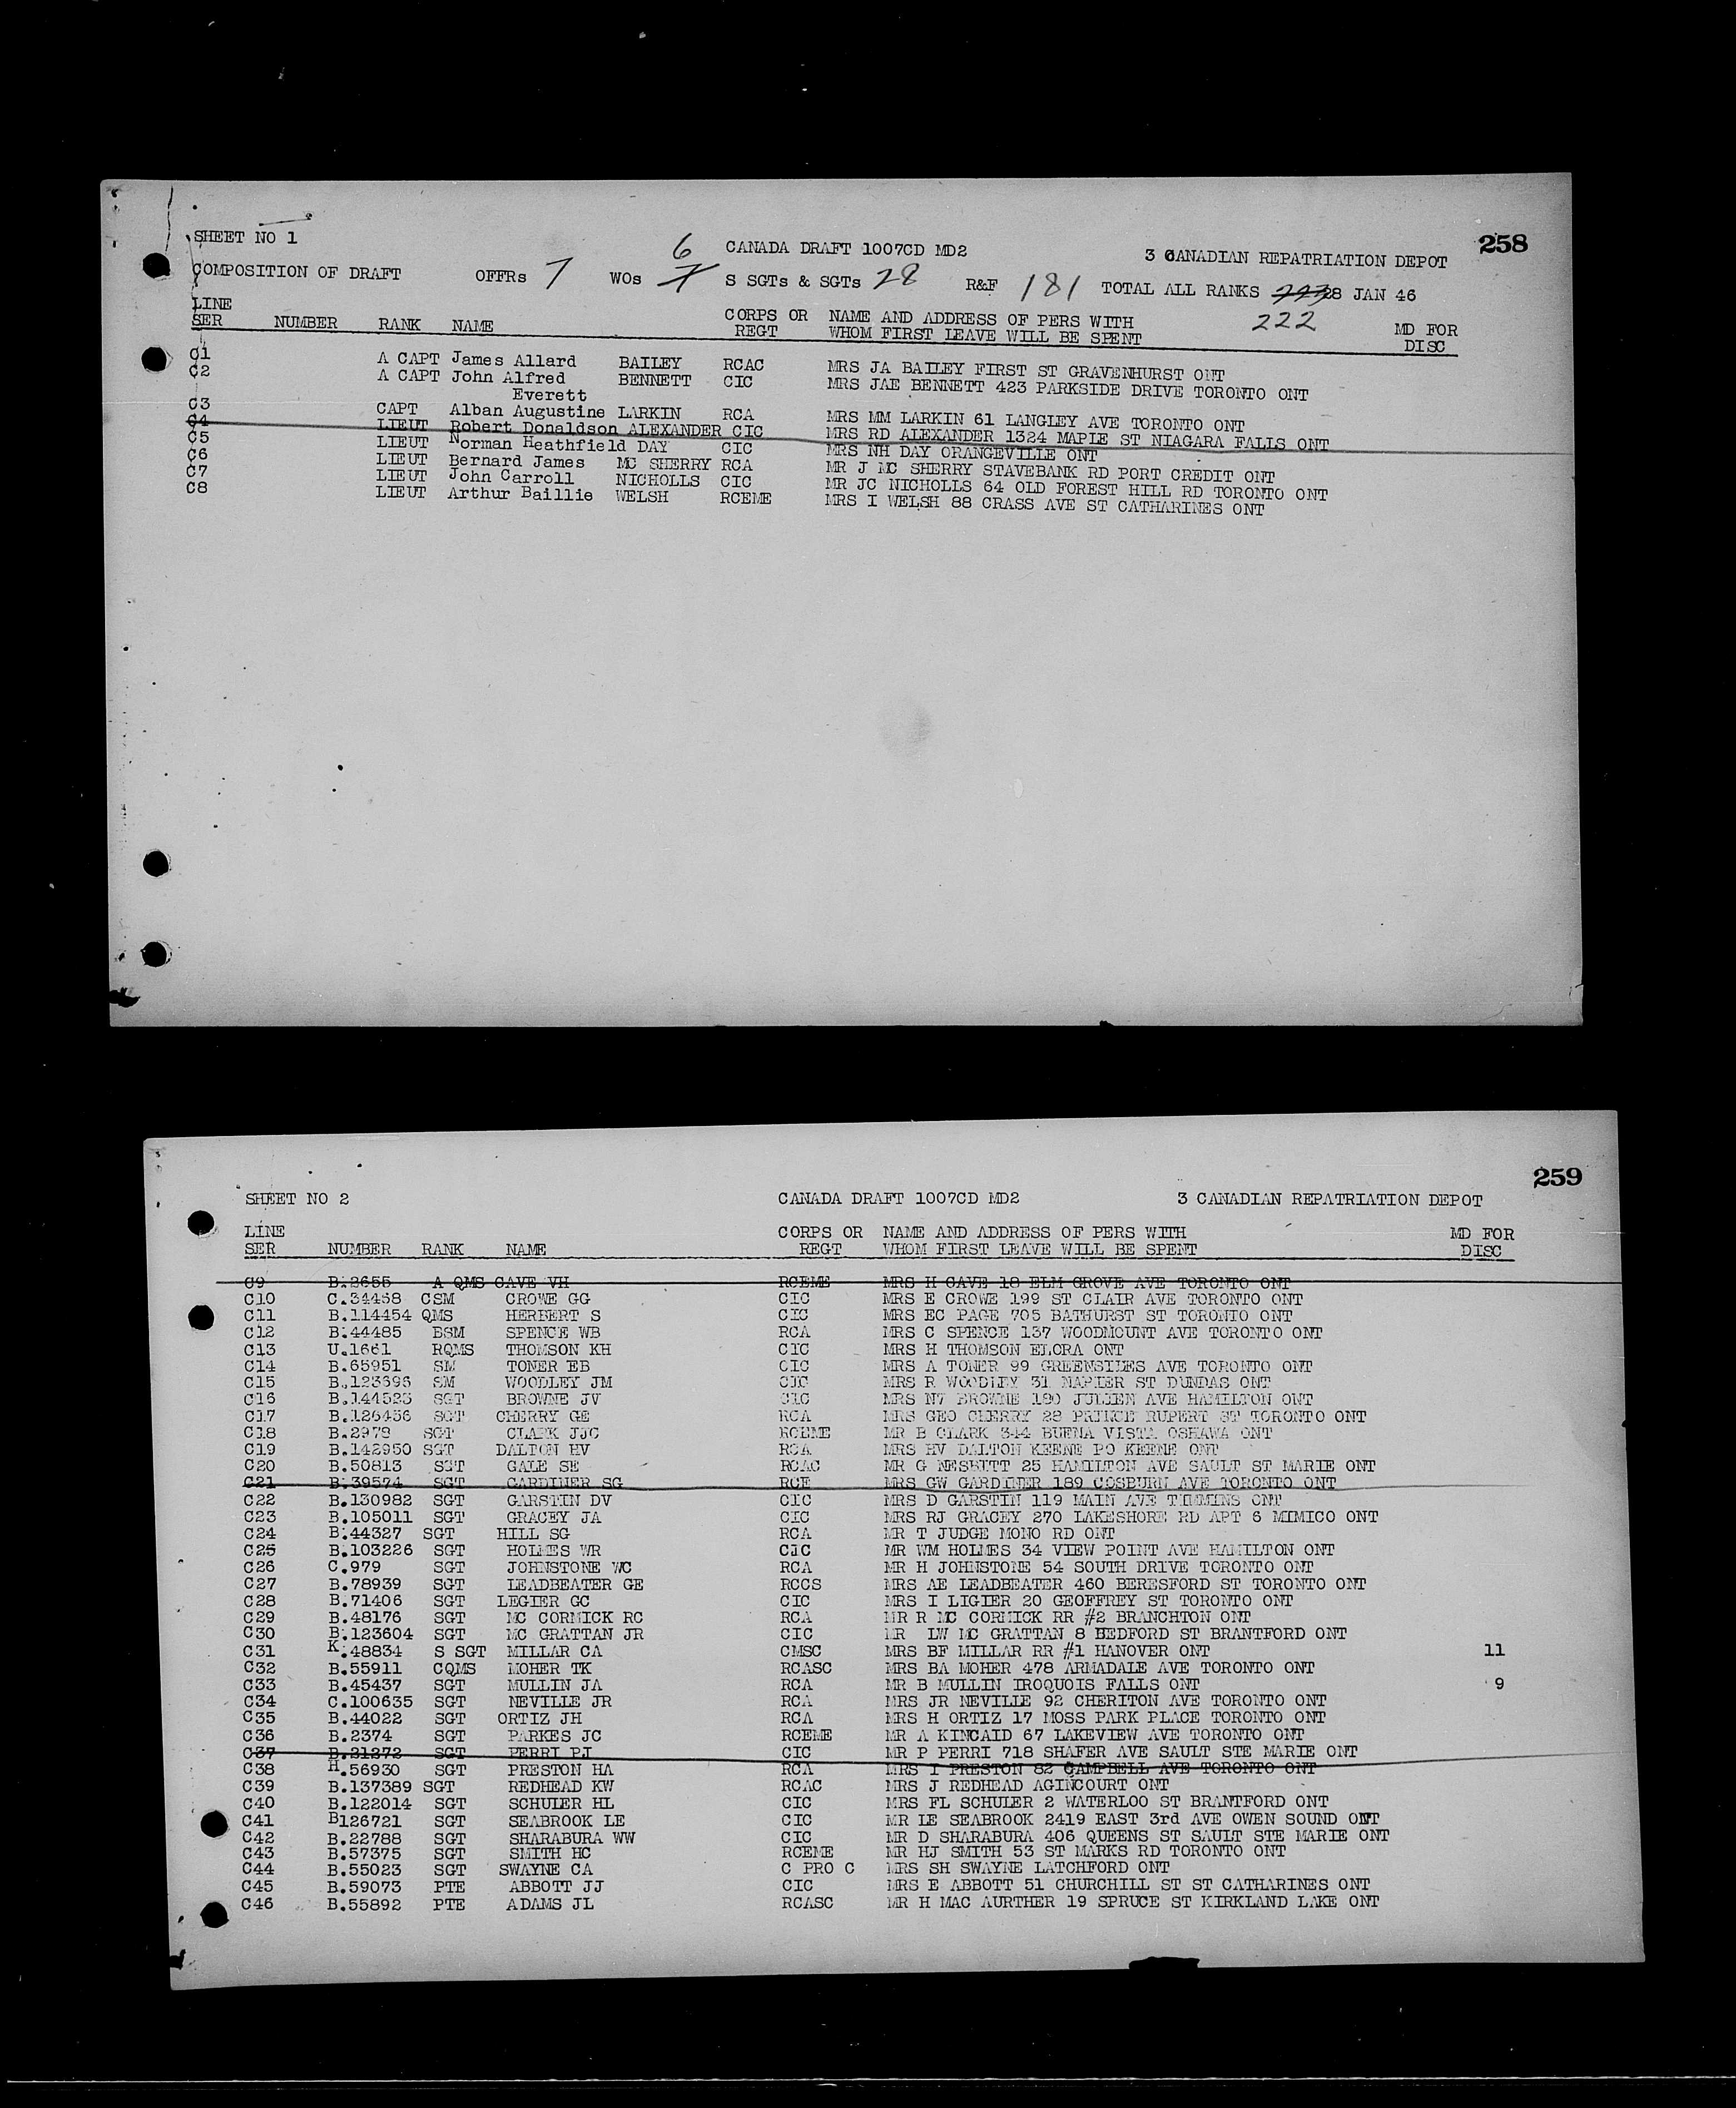 258
SHEET NO 1 6 CANADA DRAFT 1007CD MD2 3 CANADIAN REPATRIATION DEPOT
COMPOSITION OF DRAFT OFFRs 7 WOs 7 S SGTs & SGTs 28 R&F 181 TOTAL ALL RANKS 8 JAN 46
222
LINE CORPS OR NAME AND ADDRESS OF PERS WITH MD FOR
SER NUMBER RANK NAME REGT WHOM FIRST LEAVE WILL BE SPENT DISC
C1 A CAPT James Allard BAILEY RCAC MRS JA BAILEY FIRST ST GRAVENHURST ONT
C2 A CAPT John Alfred BENNETT CIC MRS JAE BENNETT 423 PARKSIDE DRIVE TORONTO ONT
Everett
C3 CAPT Alban Augustine LARKIN RCA MRS MM LARKIN 61 LANGLEY AVE TORONTO ONT
C4 LIEUT Robert Donaldson ALEXANDER CIC MRS RD ALEXANDER 1324 MAPLE ST NIAGARA FALLS ONT
C5 LIEUT Norman Heathfield DAY CIC MRS NH DAY ORANGEVILLE ONT
C6 LIEUT Bernard James MC SHERRY RCA MR J MC SHERRY STAVEBANK RD PORT CREDIT ONT
C7 LIEUT John Carroll NICHOLLS CIC MR JC NICHOLLS 64 OLD FOREST HILL RD TORONTO ONT
C8 LIEUT Arthur Baillie WELSH RCEME MRS I WELSH 88 CRASS AVE ST CATHARINES ONT
259
SHEET NO 2 CANADA DRAFT 1007CD MD2 3 CANADIAN REPATRIATION DEPOT
LINE CORPS OR NAME AND ADDRESS OF PERS WITH MD FOR
SER NUMBER RANK NAME REGT WHOM FIRST LEAVE WILL BE SPENT DISC
C9 B.2655 A QMS CAVE VH RCEME MRS H CAVE 18 ELM GROVE AVE TORONTO ONT
C10 C.34458 CSM CROWE GG CIC MRS E CROWE 199 ST CLAIR AVE TORONTO ONT
C11 B.114454 QMS HERBERT S CIC MRS EC PAGE 705 BATHURST ST TORONTO ONT
C12 B.44485 BSM SPENCE WB RCA MRS C SPENCE 137 WOODMOUNT AVE TORONTO ONT
C13 U.1661 RQMS THOMSON KH CIC MRS H THOMSON ELORA ONT
C14 B.65951 SM TONER EB CIC MRS A TONER 99 GREENSIDES AVE TORONTO ONT
C15 B.123696 SM WOODLEY JM CIC MRS R WOODLEY 31 NAPIER ST DUNDAS ONT
C16 B.144523 SGT BROWNE JV CIC MRS NT BROWNE 190 JULIEN AVE HAMILTON ONT
C17 B.126456 SGT CHERRY GE RCA MRS GEO CHERRY 28 PRINCE RUPERT ST TORONTO ONT
C18 B.2978 SGT CLARK JJC RCEME MR B CLARK 344 BUENA VISTA OSHAWA ONT
C19 B.142950 SGT DALTON HV RCA MRS HV DALTON KEENE PO KEENE ONT
C20 B.50813 SGT GALE SE RCAC MR G NESBITT 25 HAMILTON AVE SAULT ST MARIE ONT
C21 B.39574 SGT GARDINER SG RCE MRS GW GARDINER 189 COSBURN AVE TORONTO ONT
C22 B.130982 SGT GARSTIN DV CIC MRS D GARSTIN 119 MAIN AVE TIMMINS ONT
C23 B.105011 SGT GRACEY JA CIC MRS RJ GRACEY 270 LAKESHORE RD APT 6 MIMICO ONT
C24 B.44327 SGT HILL SG RCA MR T JUDGE MONO RD ONT
C25 B.103226 SGT HOLMES WR CJC MR WM HOLMES 34 VIEW POINT AVE HAMILTON ONT
C26 C.979 SGT JOHNSTONE WC RCA MR H JOHNSTONE 54 SOUTH DRIVE TORONTO ONT
C27 B.78939 SGT LEADBEATER GE RCCS MRS AE LEADBEATER 460 BERESFORD ST TORONTO ONT
C28 B.71406 SGT LEGIER GC CIC MRS I LIGIER 20 GEOFFREY ST TORONTO ONT
C29 B.48176 SGT MC CORMICK RC RCA MR R MC CORMICK RR #2 BRANCHTON ONT
C30 B.123604 SGT MC GRATTAN JR CIC MR LW MC GRATTAN 8 BEDFORD ST BRANTFORD ONT
C31 K.48834 S SGT MILLAR CA CMSC MRS BF MILLAR RR #1 HANOVER ONT 11
C32 B.55911 CQMS MOHER TK RCASC MRS BA MOHER 478 ARMADALE AVE TORONTO ONT
C33 B.45437 SGT MULLIN JA RCA MR B MULLIN IROQUOIS FALLS ONT 9
C34 C.100635 SGT NEVILLE JR RCA MRS JR NEVILLE 92 CHERITON AVE TORONTO ONT
C35 B.44022 SGT ORTIZ JH RCA MRS H ORTIZ 17 MOSS PARK PLACE TORONTO ONT
C36 B.2374 SGT PARKES JC RCEME MR A KINCAID 67 LAKEVIEW AVE TORONTO ONT
C37 B.21272 SGT PERRI PJ CIC MR P PERRI 718 SHAFER AVE SAULT STE MARIE ONT
C38 H.56930 SGT PRESTON HA RCA MRS I PRESTON 82 CAMPBELL AVE TORONTO ONT
C39 B.137389 SGT REDHEAD KW RCAC MRS J REDHEAD AGINCOURT ONT
C40 B.122014 SGT SCHULER HL CIC MRS FL SCHULER 2 WATERLOO ST BRANTFORD ONT
C41 B126721 SGT SEABROOK LE CIC MR LE SEABROOK 2419 EAST 3rd AVE OWEN SOUND ONT
C42 B.22788 SGT SHARABURA WW CIC MR D SHARABURA 406 QUEENS ST SAULT STE MARIE ONT
C43 B.57375 SGT SMITH HC RCEME MR HJ SMITH 53 ST MARKS RD TORONTO ONT
C44 B.55023 SGT SWAYNE CA C PRO C MRS SH SWAYNE LATCHFORD ONT
C45 B.59073 PTE ABBOTT JJ CIC MRS E ABBOTT 51 CHURCHILL ST ST CATHARINES ONT
C46 B.55892 PTE ADAMS JL RCASC MR H MAC AURTHER 19 SPRUCE ST KIRKLAND LAKE ONT